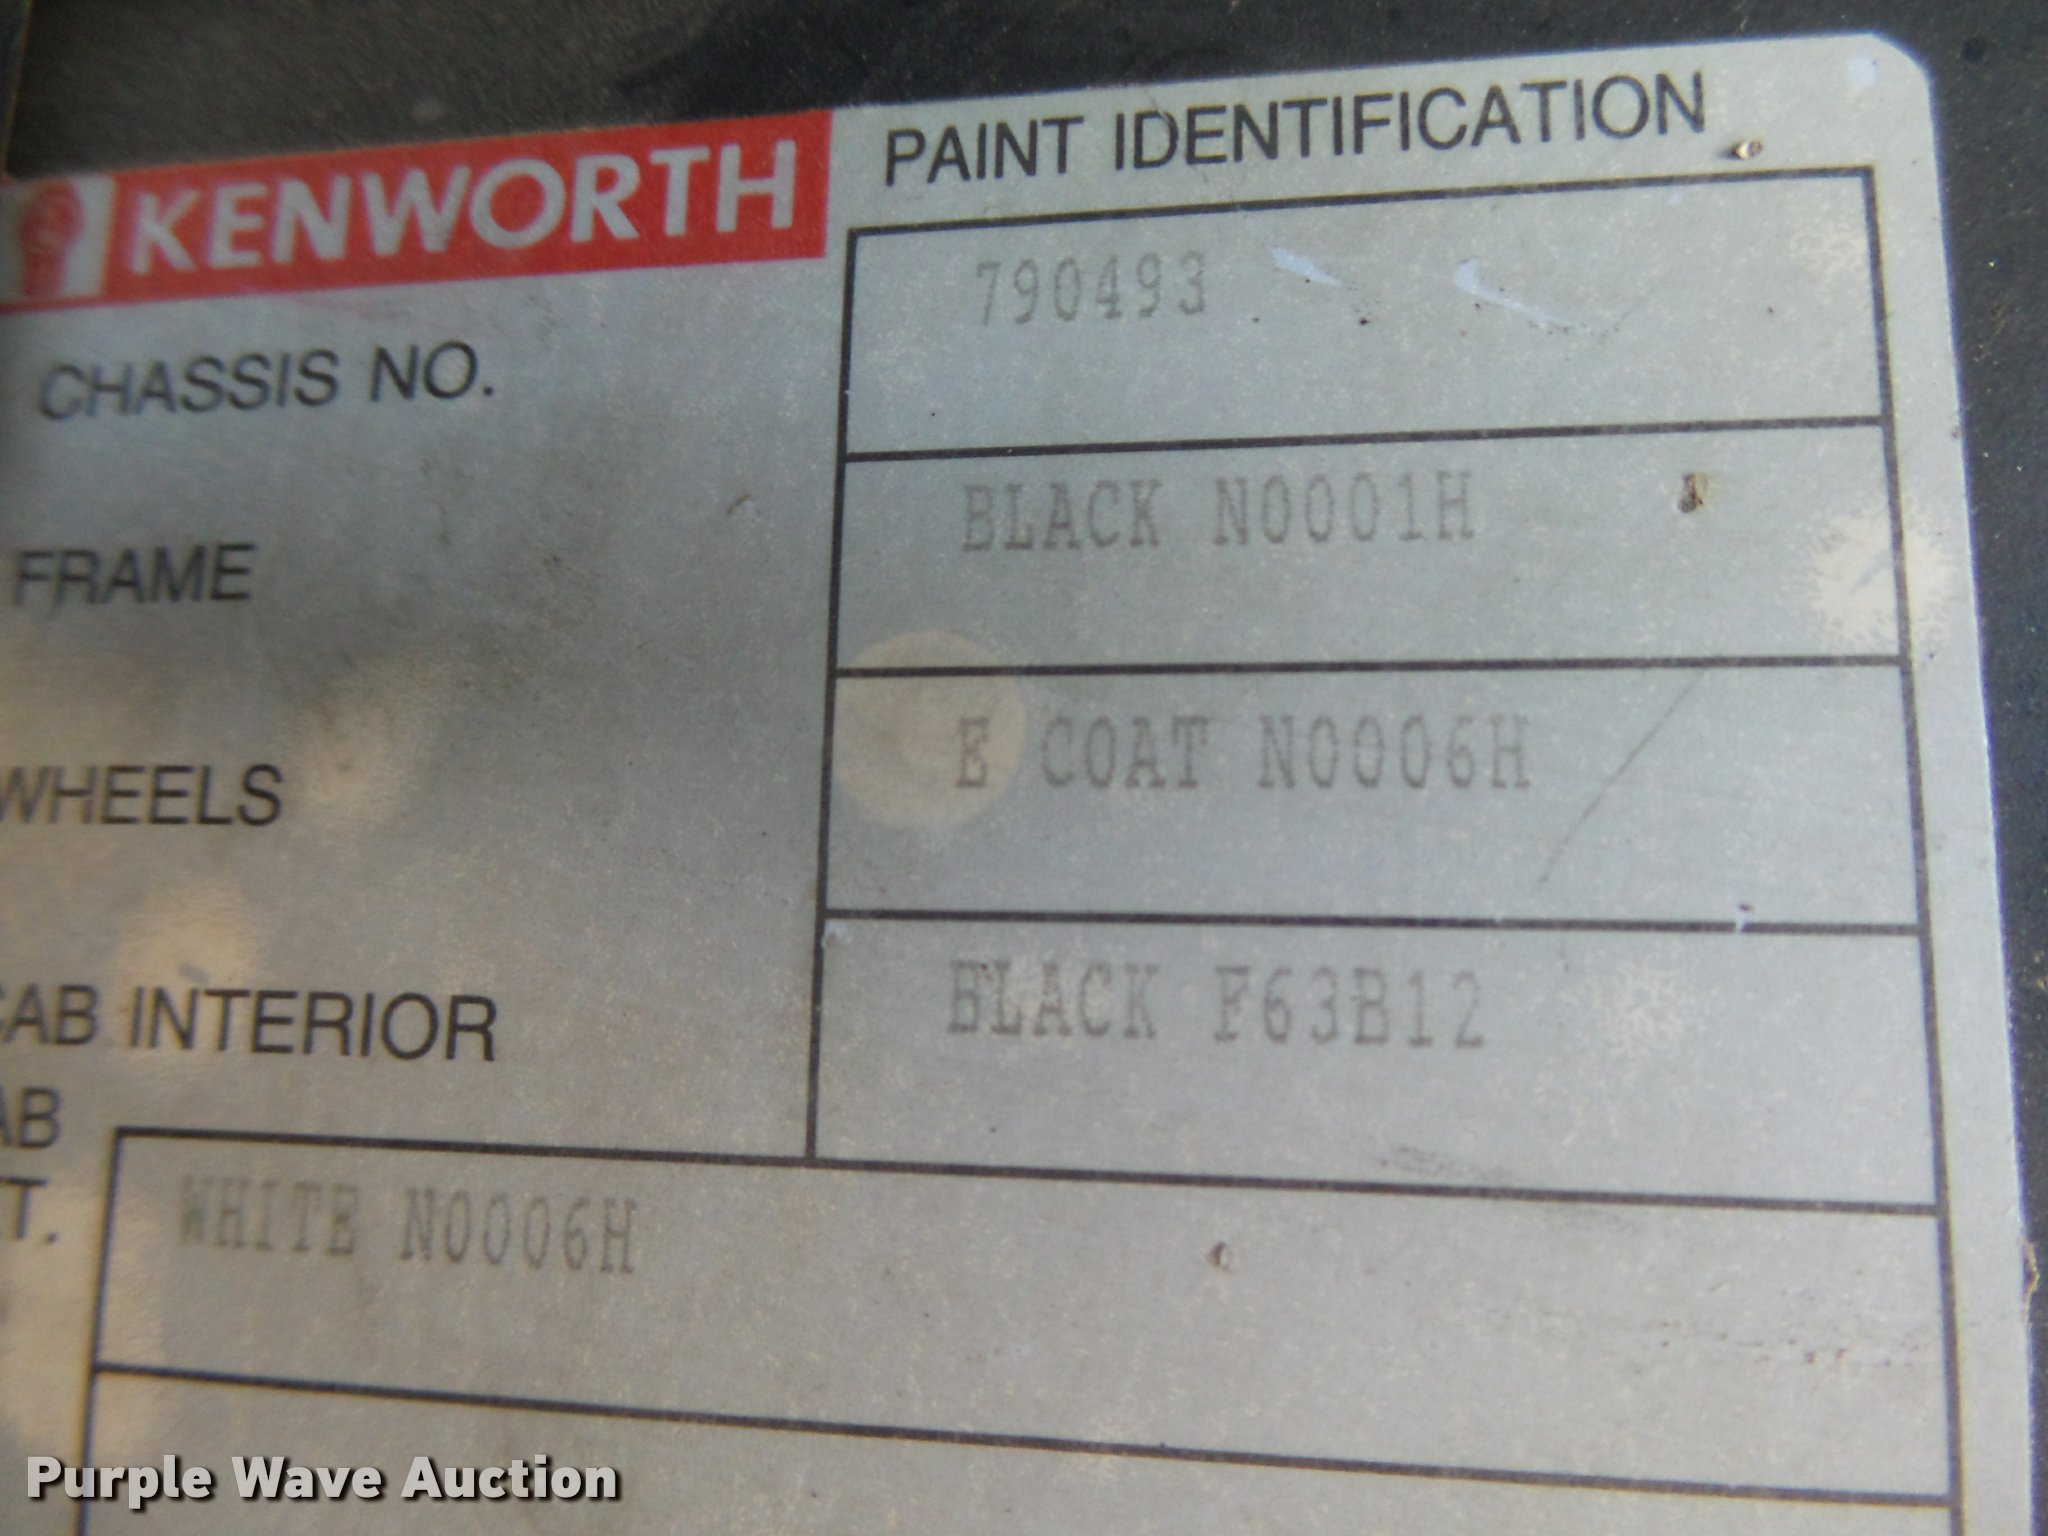 KENWORTH PAINT IDENTIFICATION
CHASSIS NO. 790493
FRAME BLACK N0001H
WHEELS E COAT N0006H
CAB INTERIOR BLACK F63B12
AB
T. WHITE N0006H
Purple Wave Auction